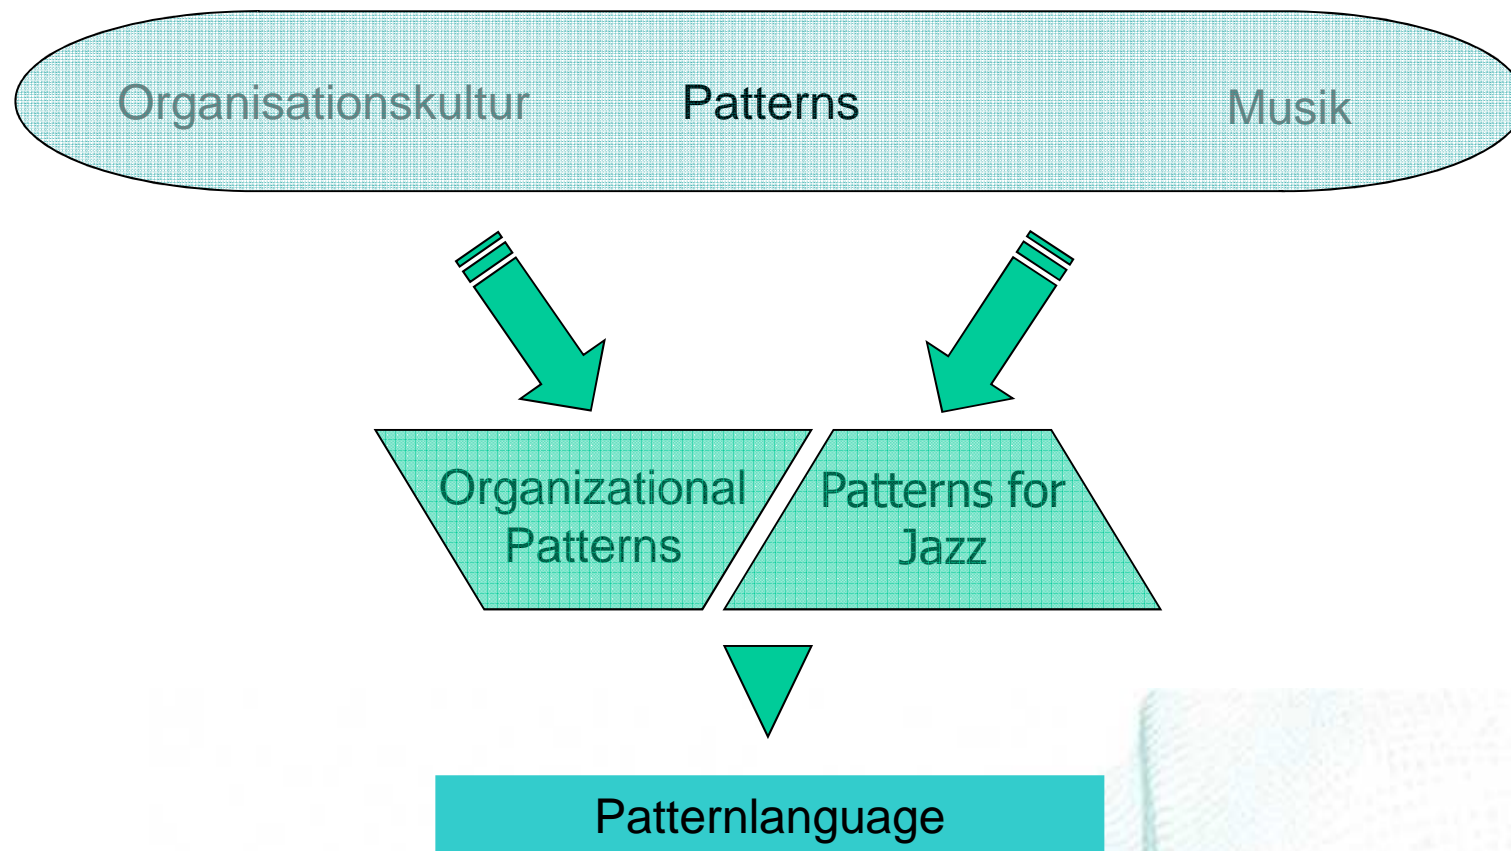 Organisationskultur Patterns Musik
Organizational
Patterns
Patterns for
Jazz
Patternlanguage